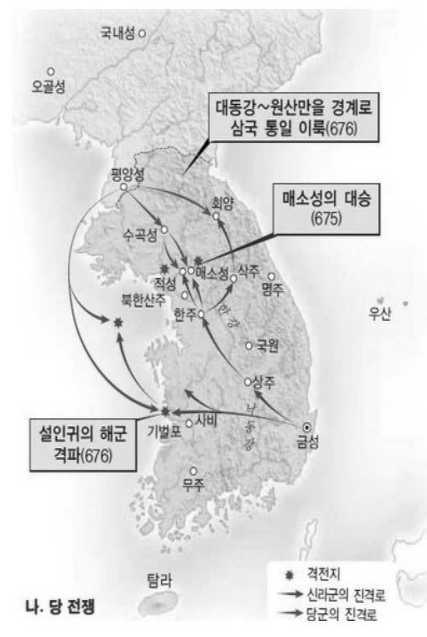 국내성
오골성
대동강~원산만을 경계로
삼국 통일 이룩(676)
평양성
회양
매소성의 대승
(675)
수곡성
적성
매소성
삭주
명주
북한산주
한주
한강
우산
국원
상주
설인귀의 해군
격파(676)
기벌포
사비
낙동강
금성
무주
탐라
격전지
신라군의 진격로
당군의 진격로
나. 당 전쟁